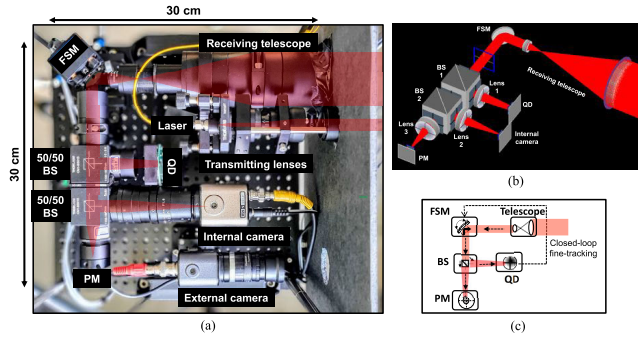 30 cm
30 cm
FSM
Receiving telescope
Laser
50/50
BS
QD
Transmitting lenses
50/50
BS
Internal camera
PM
External camera
(a)
FSM
BS
1
BS
2
Lens
1
Receiving telescope
QD
Lens
3
Lens
2
Internal
camera
PM
(b)
FSM
Telescope
Closed-loop
fine-tracking
BS
QD
PM
(c)